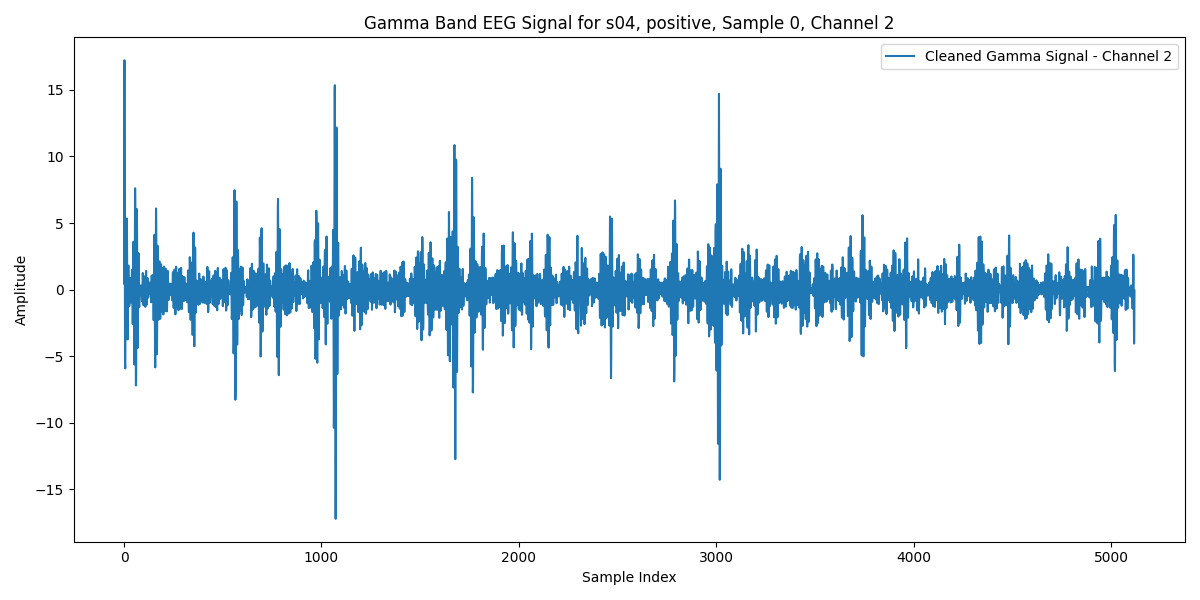 Gamma Band EEG Signal for s04, positive, Sample 0, Channel 2
Cleaned Gamma Signal - Channel 2
15
10
5
0
−5
−10
−15
Amplitude
0 1000 2000 3000 4000 5000
Sample Index